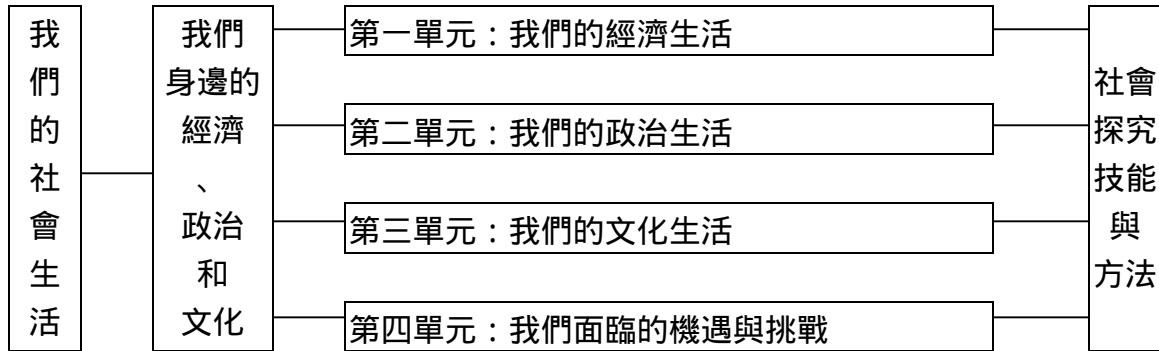 我
們
的
社
會
生
活
我們
身邊的
經濟
、
政治
和
文化
第一單元：我們的經濟生活
第二單元：我們的政治生活
第三單元：我們的文化生活
第四單元：我們面臨的機遇與挑戰
社會
探究
技能
與
方法